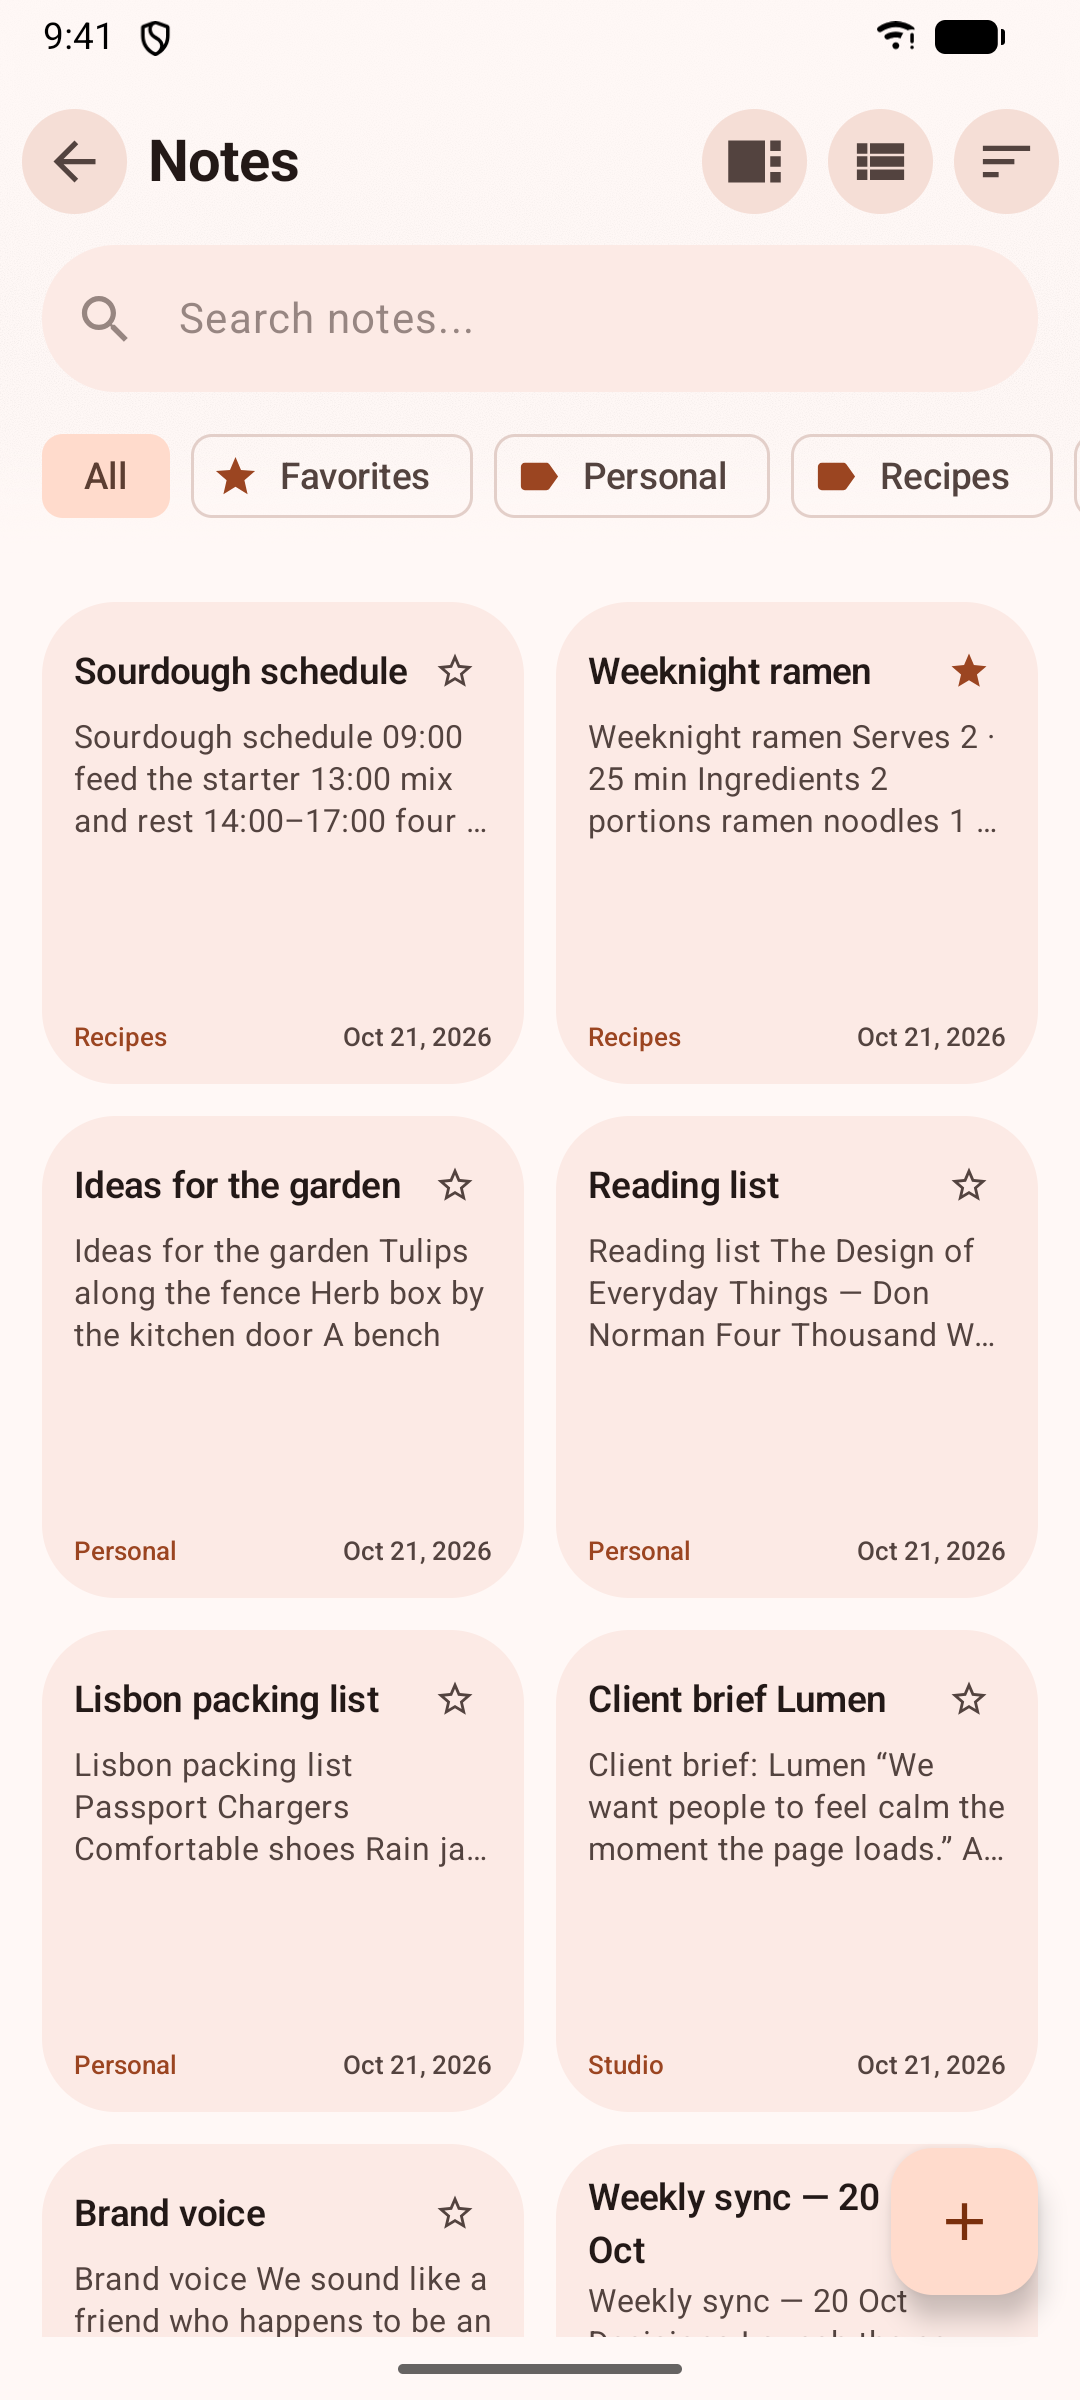 9:41
Notes
Search notes...
All
Favorites
Personal
Recipes
Sourdough schedule
Sourdough schedule 09:00
feed the starter 13:00 mix
and rest 14:00–17:00 four …
Recipes
Oct 21, 2026
Weeknight ramen
Weeknight ramen Serves 2 ·
25 min Ingredients 2
portions ramen noodles 1 …
Recipes
Oct 21, 2026
Ideas for the garden
Ideas for the garden Tulips
along the fence Herb box by
the kitchen door A bench
Personal
Oct 21, 2026
Reading list
Reading list The Design of
Everyday Things — Don
Norman Four Thousand W…
Personal
Oct 21, 2026
Lisbon packing list
Lisbon packing list
Passport Chargers
Comfortable shoes Rain ja…
Personal
Oct 21, 2026
Client brief Lumen
Client brief: Lumen “We
want people to feel calm the
moment the page loads.” A…
Studio
Oct 21, 2026
Brand voice
Brand voice We sound like a
friend who happens to be an
Weekly sync — 20
Oct
Weekly sync — 20 Oct